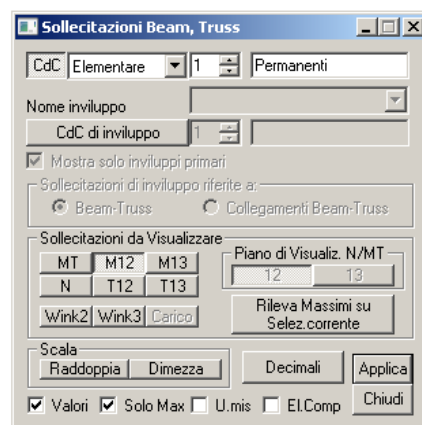 Sollecitazioni Beam, Truss
CdC Elementare 1 Permanenti
Nome inviluppo
CdC di inviluppo 1
Mostra solo inviluppi primari
Sollecitazioni di inviluppo riferite a:
Beam-Truss Collegamenti Beam-Truss
Sollecitazioni da Visualizzare
Piano di Visualiz. N/MT
MT M12 M13
12 13
N T12 T13
Rileva Massimi su
Selez.corrente
Wink2 Wink3 Carico
Scala
Raddoppia Dimezza
Decimali
Applica
Valori Solo Max U.mis El.Comp
Chiudi